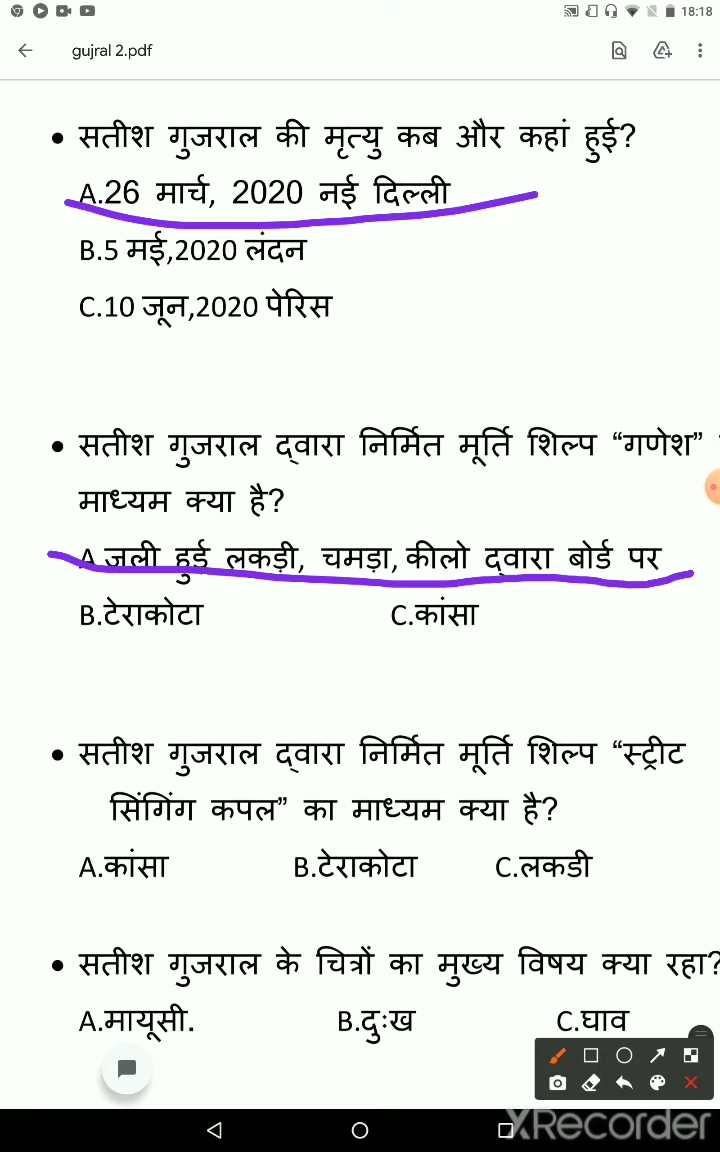 18:18
gujral 2.pdf
• सतीश गुजराल की मृत्यु कब और कहां हुई?
A.26 मार्च, 2020 नई दिल्ली
B.5 मई,2020 लंदन
C.10 जून,2020 पेरिस
• सतीश गुजराल द्वारा निर्मित मूर्ति शिल्प “गणेश”
माध्यम क्या है?
A.जली हुई लकड़ी, चमड़ा,कीलो द्वारा बोर्ड पर
B.टेराकोटा C.कांसा
• सतीश गुजराल द्वारा निर्मित मूर्ति शिल्प “स्ट्रीट
सिंगिंग कपल” का माध्यम क्या है?
A.कांसा B.टेराकोटा C.लकडी
• सतीश गुजराल के चित्रों का मुख्य विषय क्या रहा?
A.मायूसी. B.दुःख C.घाव
XRecorder